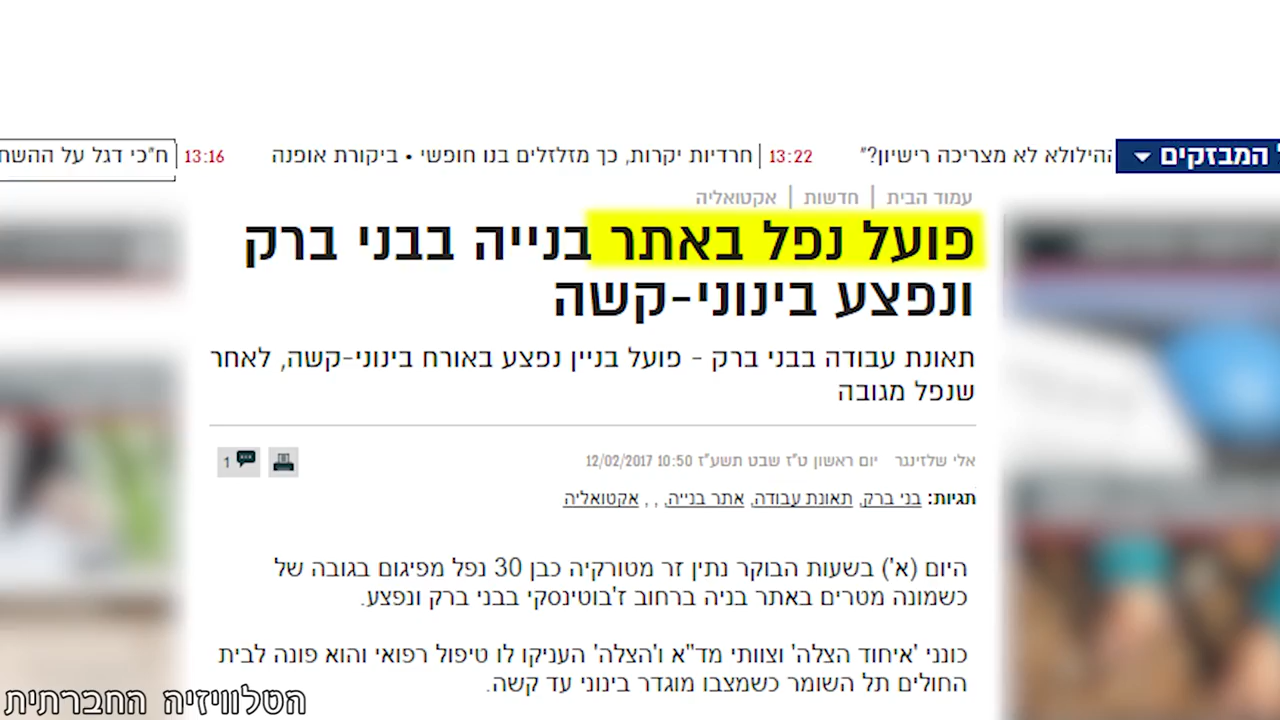 המבזקים
ההילולא לא מצריכה רישיון?"
13:22 חרדיות יקרות, כך מזלזלים בנו חופשי • ביקורת אופנה
13:16 ח"כי דגל על
עמוד הבית | חדשות | אקטואליה
פועל נפל באתר בנייה בבני ברק
ונפצע בינוני-קשה
תאונת עבודה בבני ברק - פועל בניין נפצע באורח בינוני-קשה, לאחר
שנפל מגובה
אלי שלזינגר יום ראשון ט"ז שבט תשע"ז 10:50 12/02/2017
1
תגיות: בני ברק, תאונת עבודה, אתר בנייה, , , אקטואליה
היום (א') בשעות הבוקר נתין זר מטורקיה כבן 30 נפל מפיגום בגובה של
כשמונה מטרים באתר בניה ברחוב ז'בוטינסקי בבני ברק ונפצע.
כונני 'איחוד הצלה' וצוותי מד"א ו'הצלה' העניקו לו טיפול רפואי והוא פונה לבית
החולים תל השומר כשמצבו מוגדר בינוני עד קשה.
הטלוויזיה החברתית